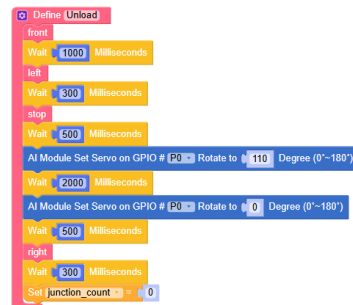 Define Unload
front
Wait 1000 Milliseconds
left
Wait 300 Milliseconds
stop
Wait 500 Milliseconds
AI Module Set Servo on GPIO # P0 Rotate to 110 Degree (0°~180°)
Wait 2000 Milliseconds
AI Module Set Servo on GPIO # P0 Rotate to 0 Degree (0°~180°)
Wait 500 Milliseconds
right
Wait 300 Milliseconds
Set junction_count = 0